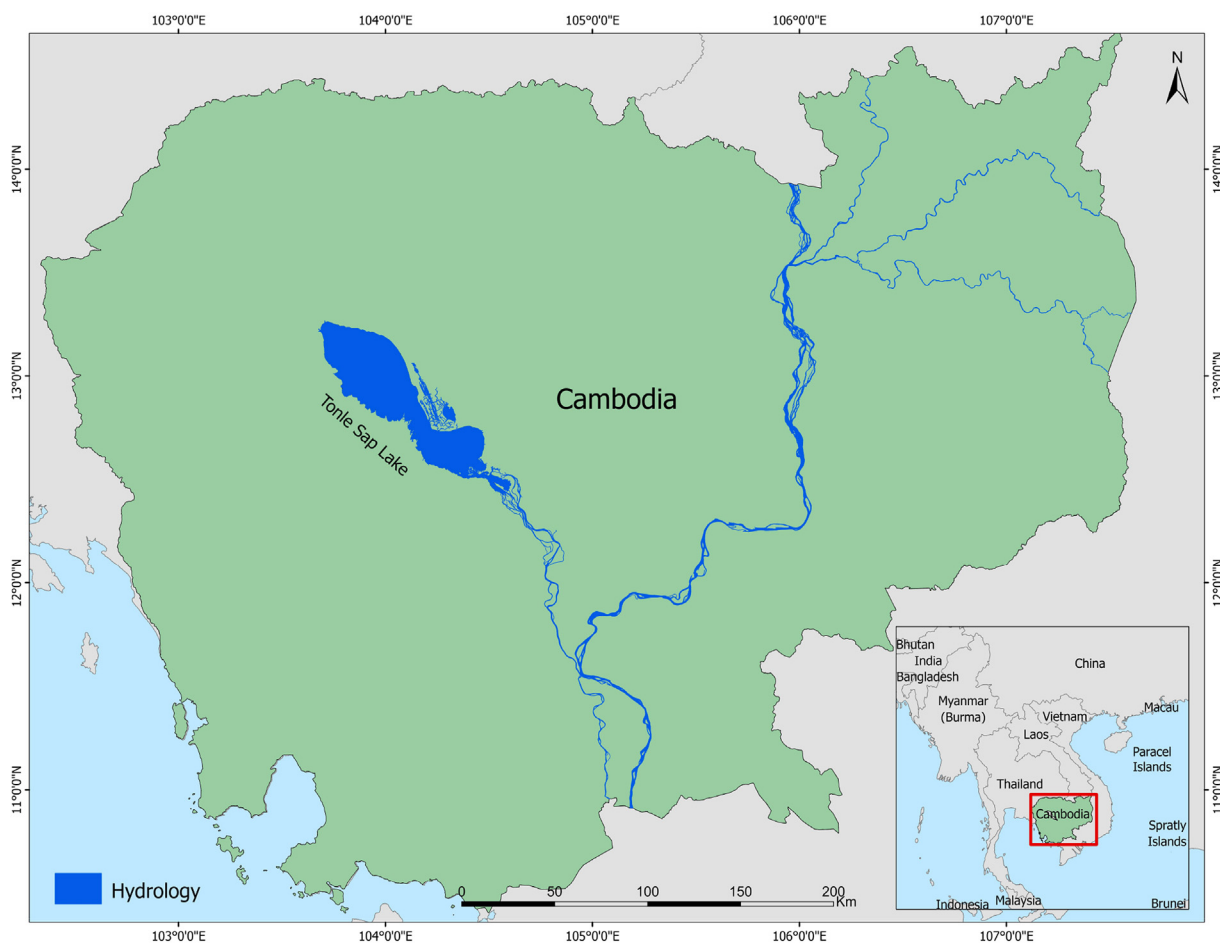 103°0'0"E
104°0'0"E
105°0'0"E
106°0'0"E
107°0'0"E
N
14°0'0"N
14°0'0"N
13°0'0"N
13°0'0"N
Cambodia
Tonle Sap Lake
12°0'0"N
12°0'0"N
11°0'0"N
11°0'0"N
Bhutan
India
Bangladesh
China
Myanmar
(Burma)
Vietnam
Macau
Laos
Paracel
Islands
Thailand
Cambodia
Spratly
Islands
Indonesia
Malaysia
Brunei
Hydrology
0
50
100
150
200
Km
103°0'0"E
104°0'0"E
105°0'0"E
106°0'0"E
107°0'0"E